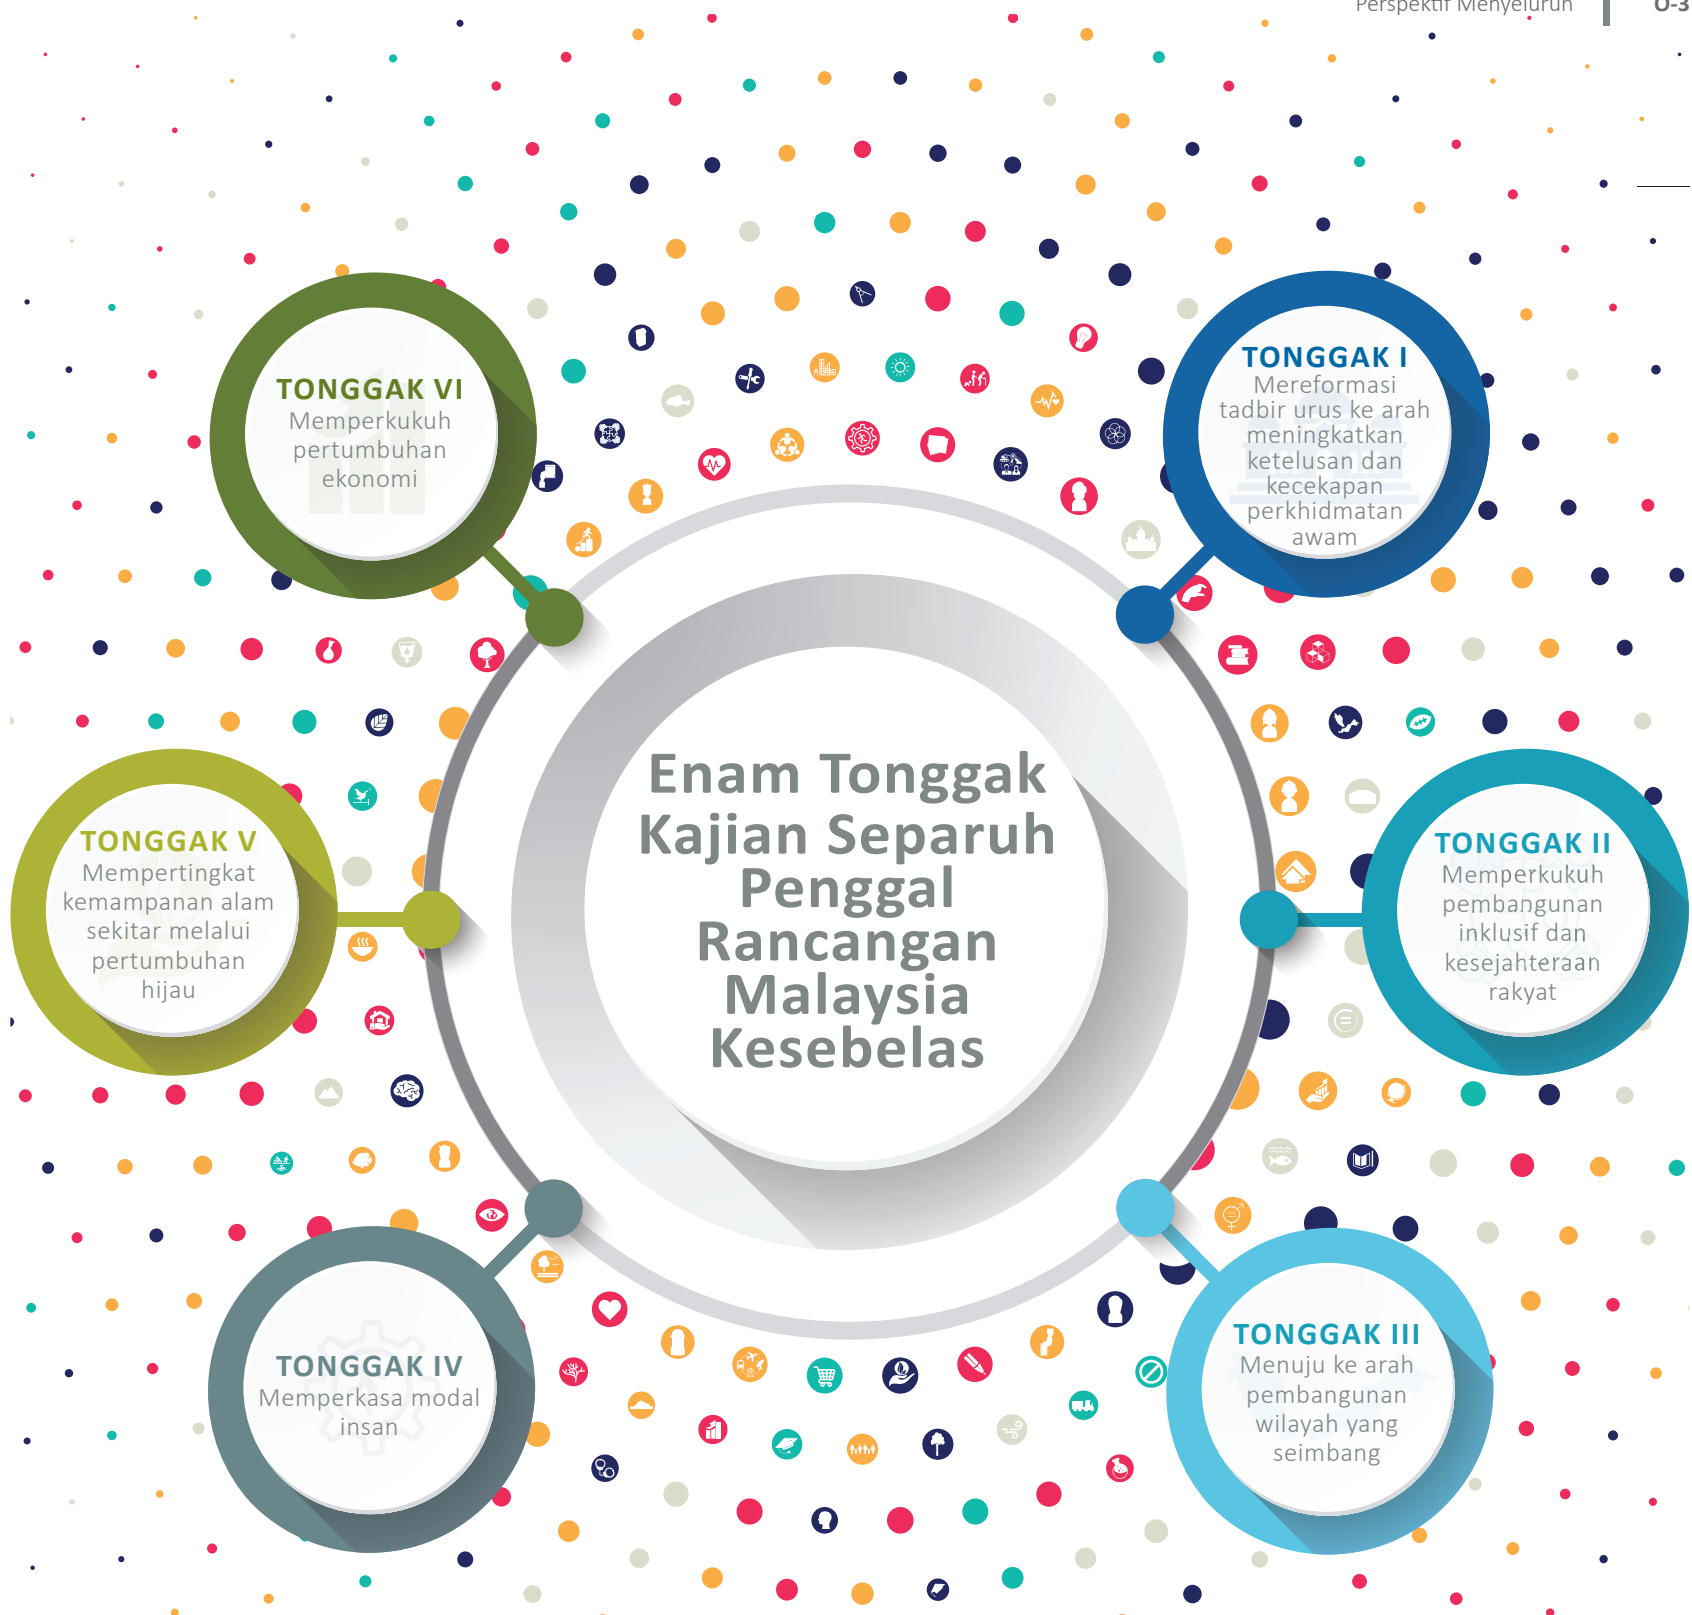 Perspektif Menyeluruh
O-3
TONGGAK I
Mereformasi
tadbir urus ke arah
meningkatkan
ketelusan dan
kecekapan
perkhidmatan
awam
TONGGAK II
Memperkukuh
pembangunan
inklusif dan
kesejahteraan
rakyat
TONGGAK III
Menuju ke arah
pembangunan
wilayah yang
seimbang
TONGGAK IV
Memperkasa modal
insan
TONGGAK V
Mempertingkat
kemampanan alam
sekitar melalui
pertumbuhan
hijau
TONGGAK VI
Memperkukuh
pertumbuhan
ekonomi
Enam Tonggak
Kajian Separuh
Penggal
Rancangan
Malaysia
Kesebelas